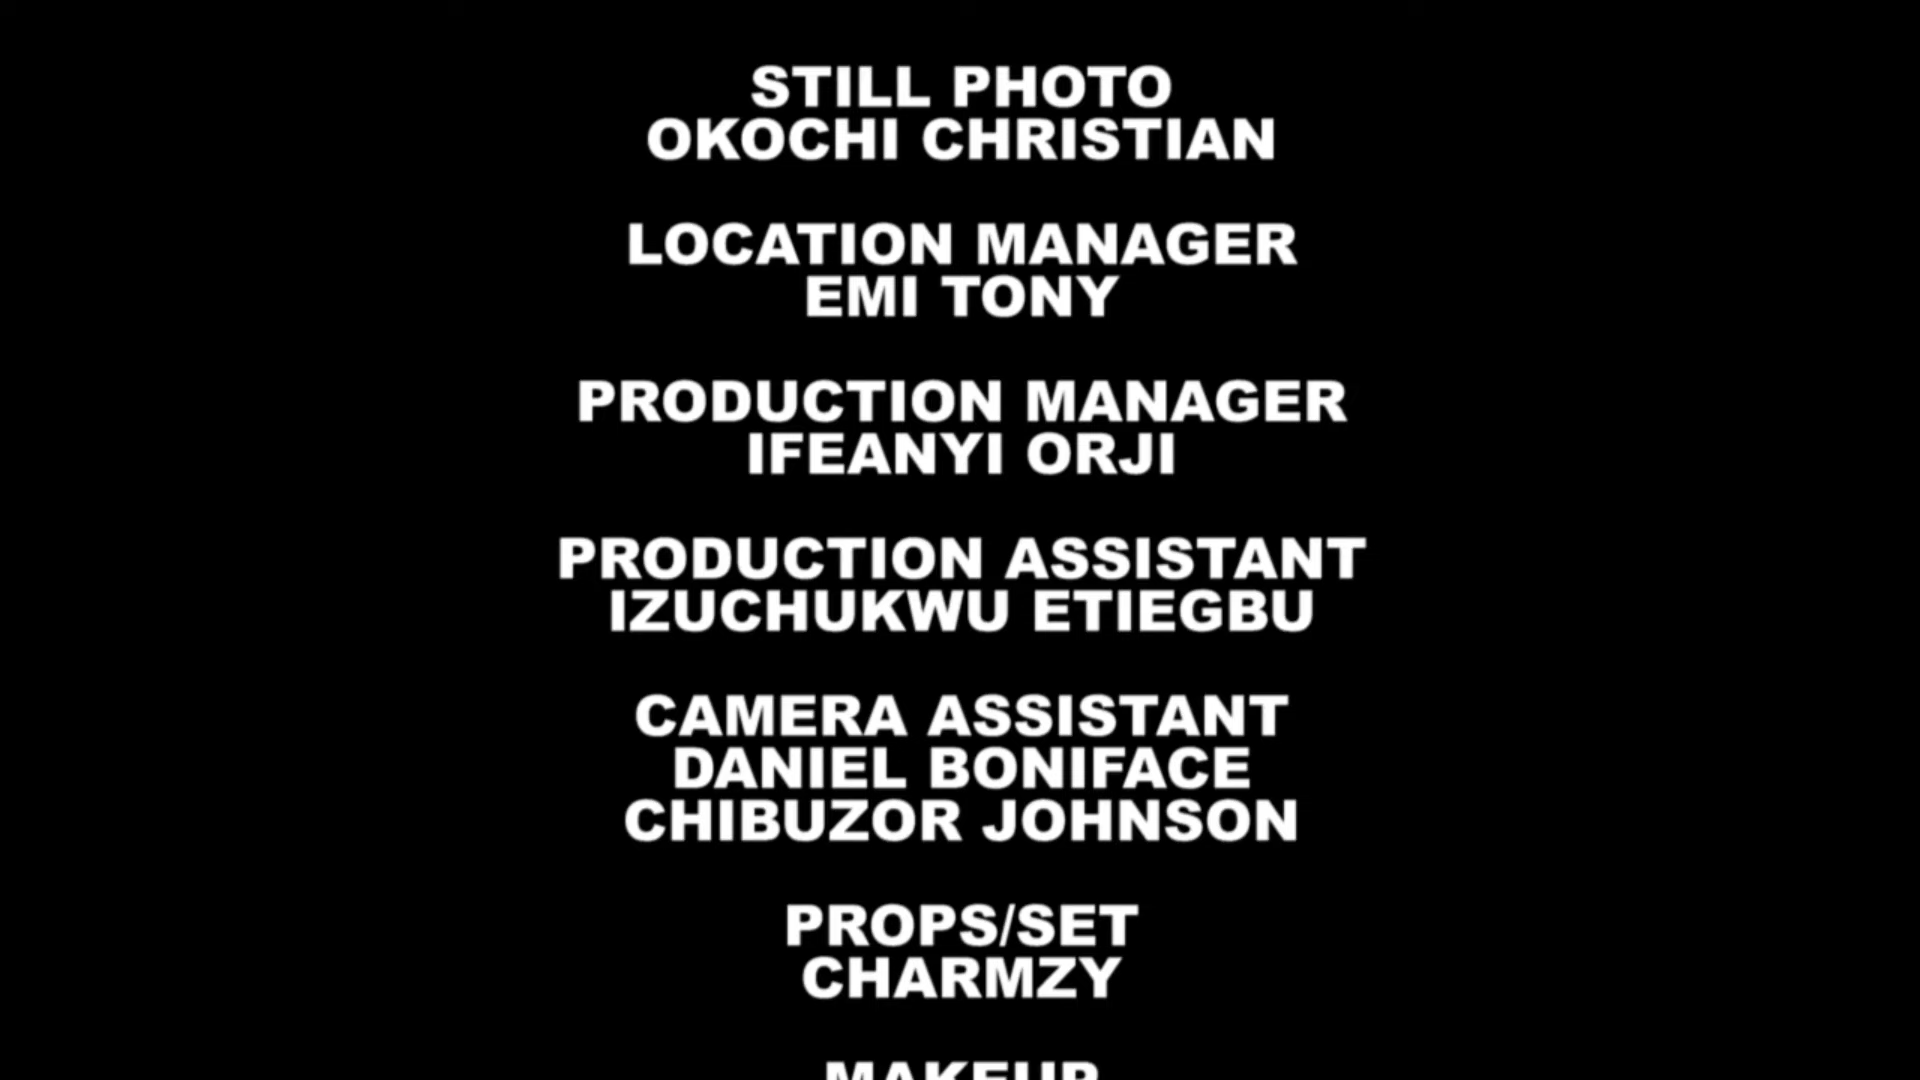 STILL PHOTO
OKOCHI CHRISTIAN
LOCATION MANAGER
EMI TONY
PRODUCTION MANAGER
IFEANYI ORJI
PRODUCTION ASSISTANT
IZUCHUKWU ETIEGBU
CAMERA ASSISTANT
DANIEL BONIFACE
CHIBUZOR JOHNSON
PROPS/SET
CHARMZY
MAKEUP